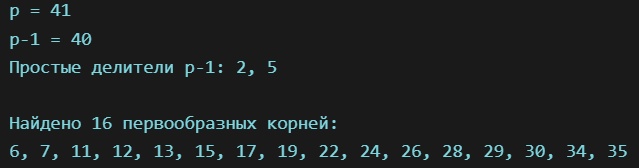 p = 41
p-1 = 40
Простые делители p-1: 2, 5
Найдено 16 первообразных корней:
6, 7, 11, 12, 13, 15, 17, 19, 22, 24, 26, 28, 29, 30, 34, 35